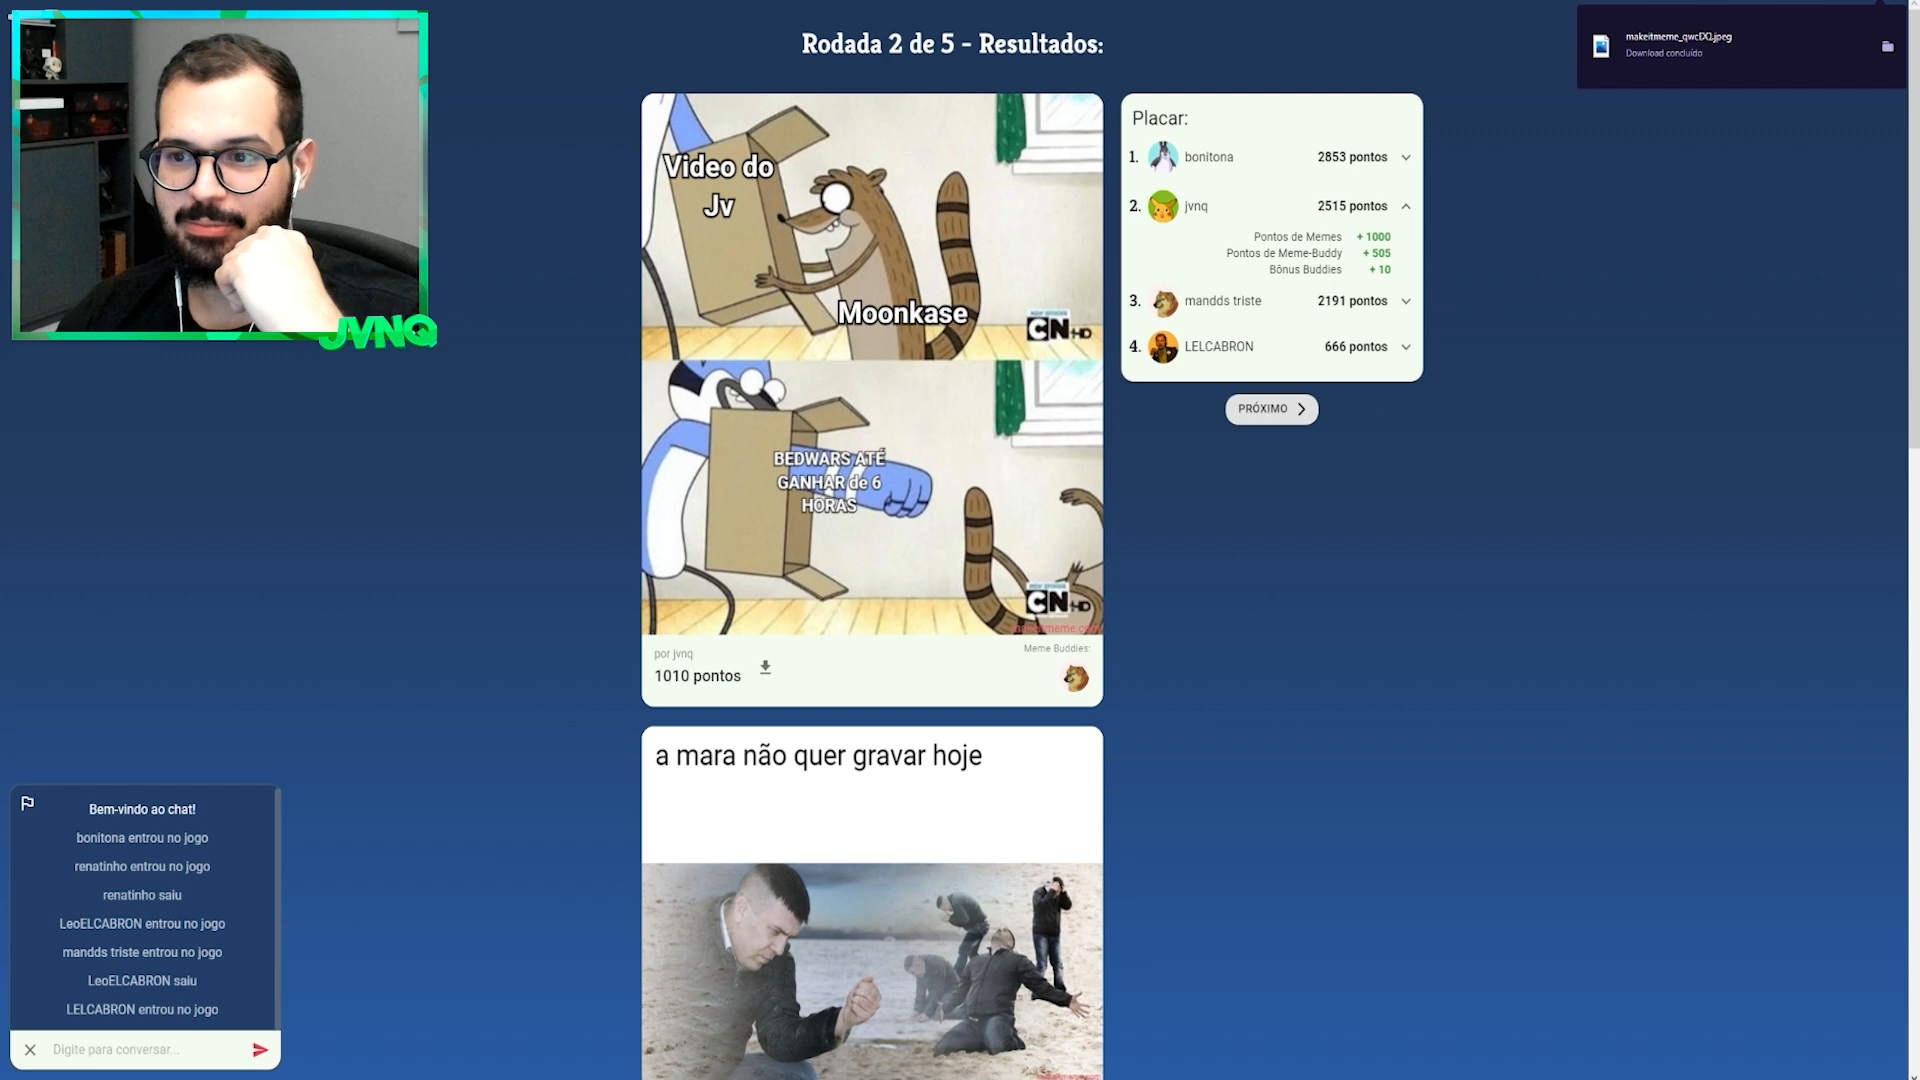 Rodada 2 de 5 - Resultados:
makeitmeme_qwcDQ.jpeg
Download concluído
JVNQ
Video do
Jv
Moonkase
CN HD
BEDWARS ATÉ
GANHAR de 6
HORAS
CN HD
por jvnq
1010 pontos
Meme Buddies:
a mara não quer gravar hoje
Placar:
1. bonitona 2853 pontos
2. jvnq 2515 pontos
Pontos de Memes + 1000
Pontos de Meme-Buddy + 505
Bônus Buddies + 10
3. mandds triste 2191 pontos
4. LELCABRON 666 pontos
PRÓXIMO
Bem-vindo ao chat!
bonitona entrou no jogo
renatinho entrou no jogo
renatinho saiu
LeoELCABRON entrou no jogo
mandds triste entrou no jogo
LeoELCABRON saiu
LELCABRON entrou no jogo
Digite para conversar...